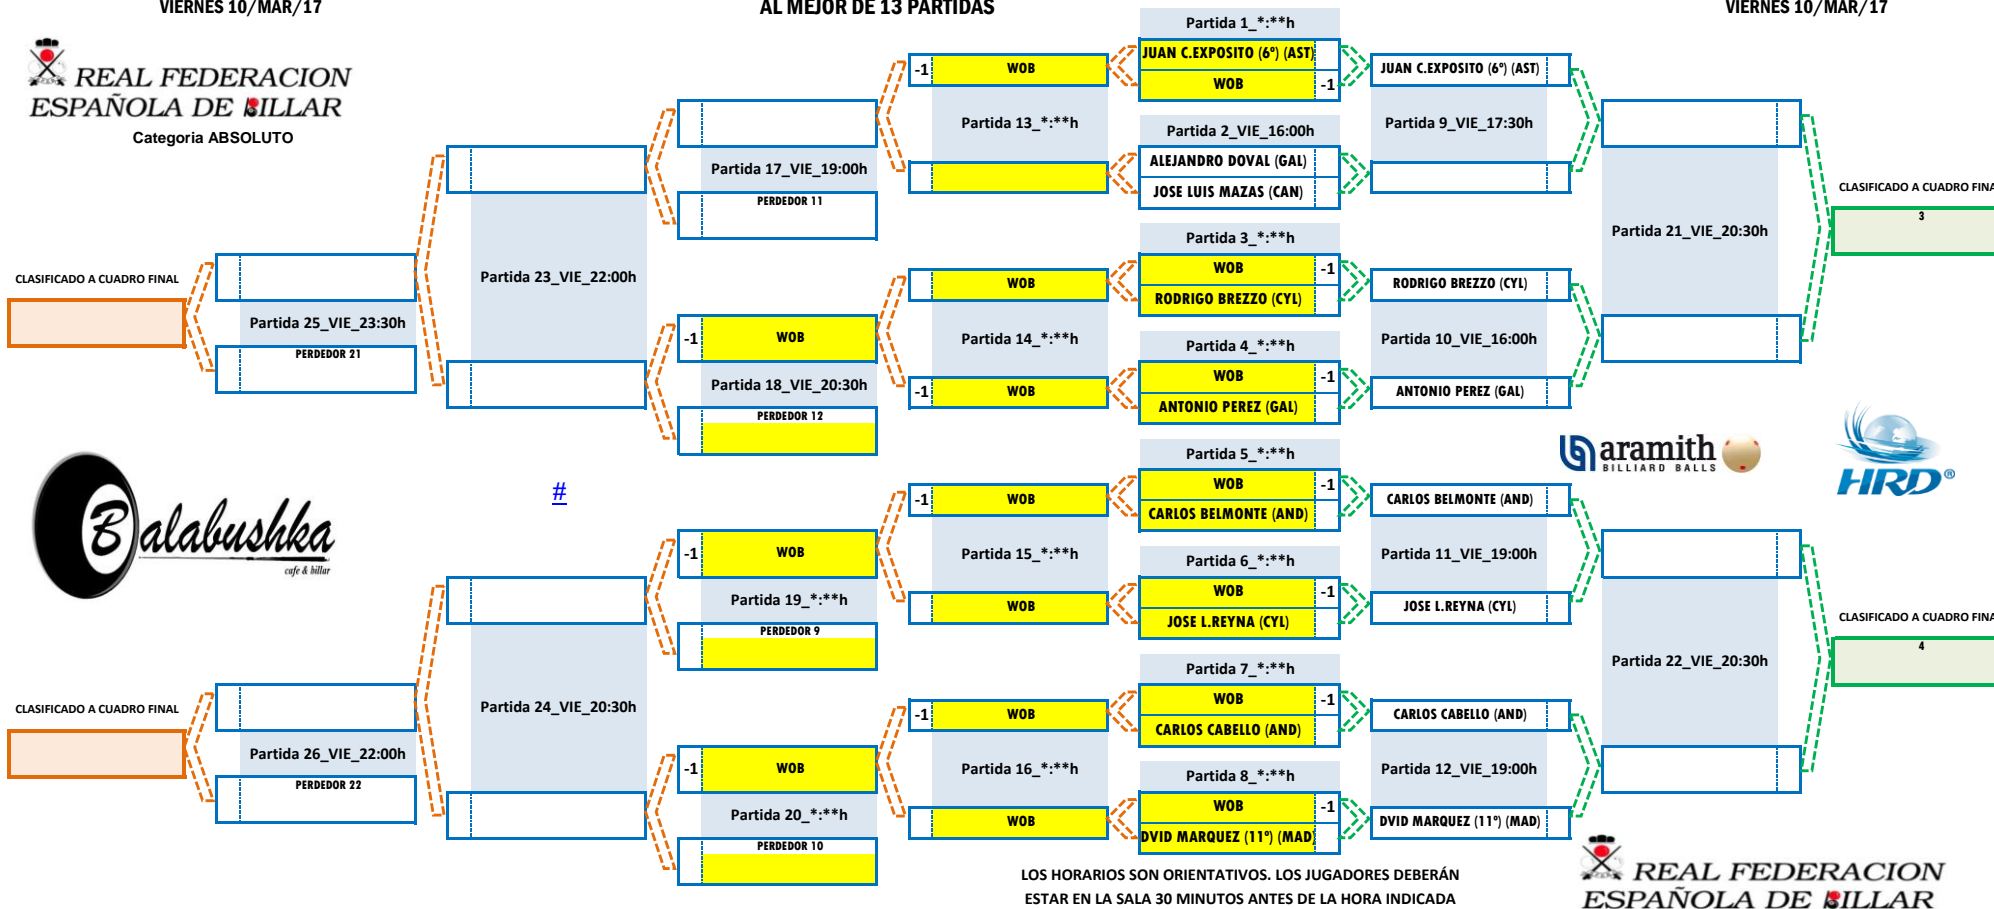 VIERNES 10/MAR/17
AL MEJOR DE 13 PARTIDAS
VIERNES 10/MAR/17
REAL FEDERACION
ESPAÑOLA DE BILLAR
Categoria ABSOLUTO
CLASIFICADO A CUADRO FINAL
Partida 25_VIE_23:30h
PERDEDOR 21
Balabushka
cafe & billar
CLASIFICADO A CUADRO FINAL
Partida 26_VIE_22:00h
PERDEDOR 22
Partida 23_VIE_22:00h
#
Partida 24_VIE_20:30h
Partida 17_VIE_19:00h
PERDEDOR 11
-1 WOB
Partida 18_VIE_20:30h
PERDEDOR 12
-1 WOB
Partida 19_*:**h
PERDEDOR 9
-1 WOB
Partida 20_*:**h
PERDEDOR 10
-1 WOB
Partida 13_*:**h
WOB
Partida 14_*:**h
-1 WOB
-1 WOB
Partida 15_*:**h
WOB
-1 WOB
Partida 16_*:**h
WOB
Partida 1_*:**h
JUAN C.EXPOSITO (6º) (AST)
WOB -1
Partida 2_VIE_16:00h
ALEJANDRO DOVAL (GAL)
JOSE LUIS MAZAS (CAN)
Partida 3_*:**h
WOB -1
RODRIGO BREZZO (CYL)
Partida 4_*:**h
WOB -1
ANTONIO PEREZ (GAL)
Partida 5_*:**h
WOB -1
CARLOS BELMONTE (AND)
Partida 6_*:**h
WOB -1
JOSE L.REYNA (CYL)
Partida 7_*:**h
WOB -1
CARLOS CABELLO (AND)
Partida 8_*:**h
WOB -1
DVID MARQUEZ (11º) (MAD)
JUAN C.EXPOSITO (6º) (AST)
Partida 9_VIE_17:30h
RODRIGO BREZZO (CYL)
Partida 10_VIE_16:00h
ANTONIO PEREZ (GAL)
CARLOS BELMONTE (AND)
Partida 11_VIE_19:00h
JOSE L.REYNA (CYL)
CARLOS CABELLO (AND)
Partida 12_VIE_19:00h
DVID MARQUEZ (11º) (MAD)
Partida 21_VIE_20:30h
CLASIFICADO A CUADRO FINA
3
aramith
BILLIARD BALLS
HRD®
Partida 22_VIE_20:30h
CLASIFICADO A CUADRO FINA
4
LOS HORARIOS SON ORIENTATIVOS. LOS JUGADORES DEBERÁN
ESTAR EN LA SALA 30 MINUTOS ANTES DE LA HORA INDICADA
REAL FEDERACION
ESPAÑOLA DE BILLAR